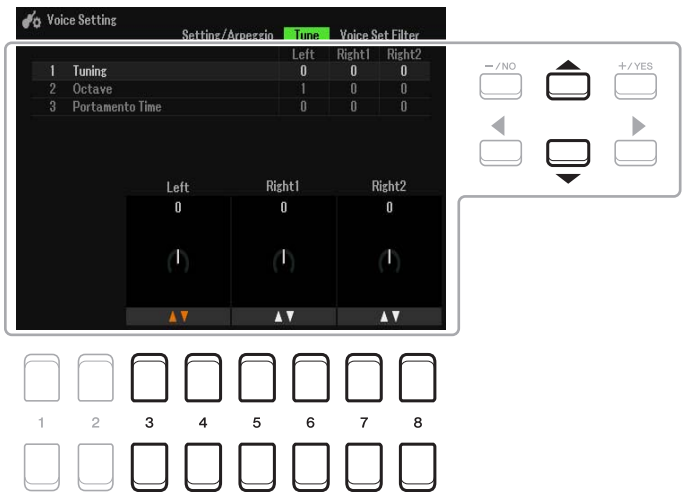 Voice Setting
Setting/Arpeggio Tune Voice Set Filter
Left Right1 Right2
1 Tuning 0 0 0
2 Octave 1 0 0
3 Portamento Time 0 0 0
Left Right1 Right2
0 0 0
-/NO +/YES
1 2 3 4 5 6 7 8